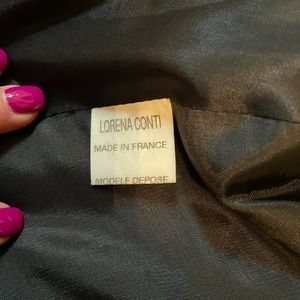 LORENA CONTI
MADE IN FRANCE
MODELE DEPOSE